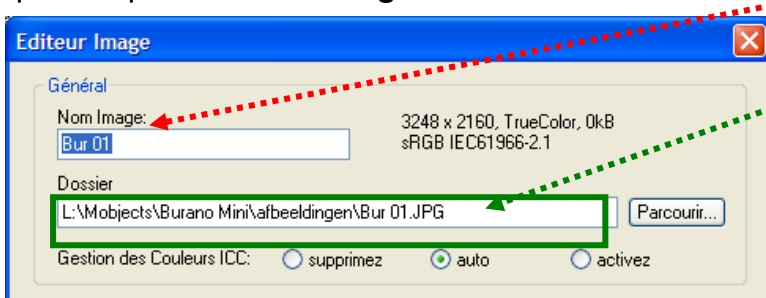 Editeur Image
Général
Nom Image:
3248 x 2160, TrueColor, 0kB
Bur 01
sRGB IEC61966-2.1
Dossier
L:\Mobjects\Burano Mini\afbeeldingen\Bur 01.JPG
Parcourir...
Gestion des Couleurs ICC: supprimez auto activez